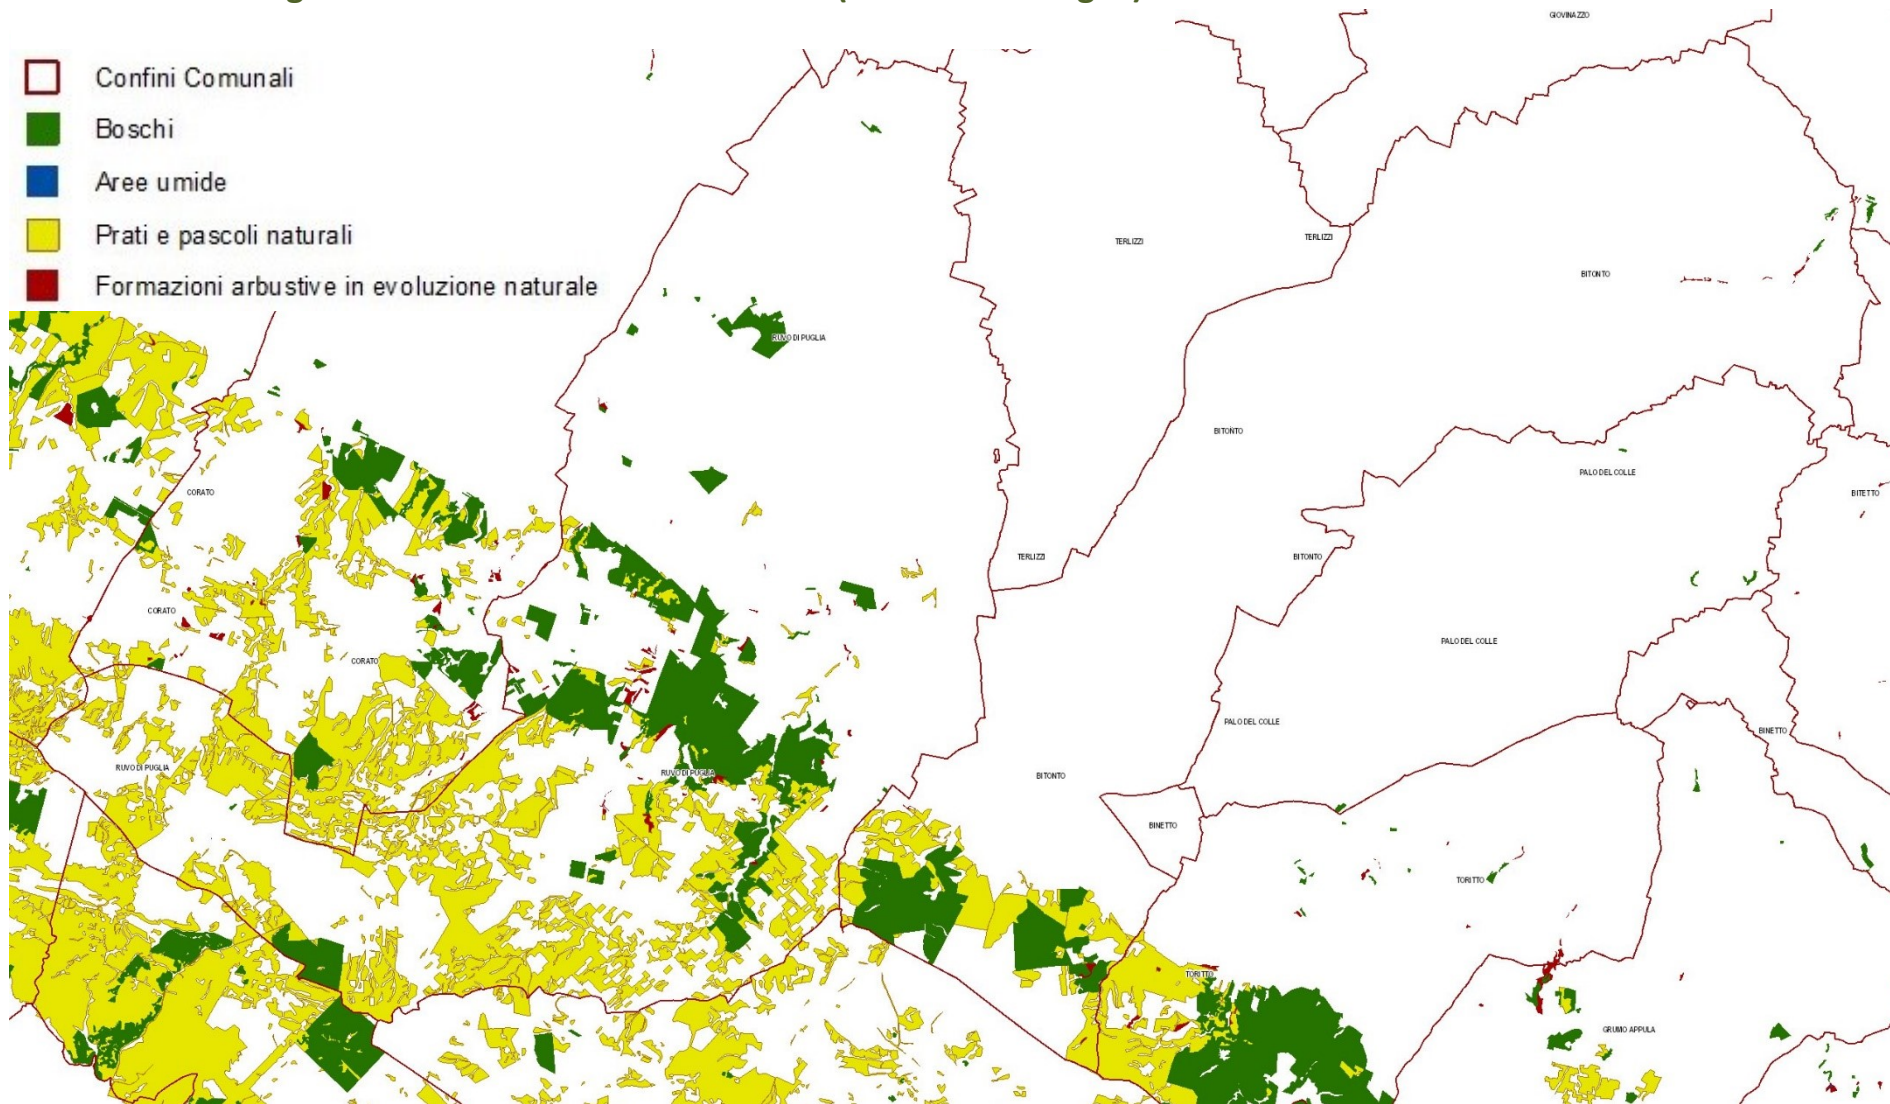 Confini Comunali
Boschi
Aree umide
Prati e pascoli naturali
Formazioni arbustive in evoluzione naturale
GIOVINAZZO
TERLIZZI
TERLIZZI
BITONTO
RUVO DI PUGLIA
BITONTO
PALO DEL COLLE
CORATO
BITETTO
TERLIZZI
BITONTO
CORATO
PALO DEL COLLE
CORATO
PALO DEL COLLE
BINETTO
RUVO DI PUGLIA
RUVO DI PUGLIA
BITONTO
BINETTO
TORITTO
TORITTO
GRUMO APPULA